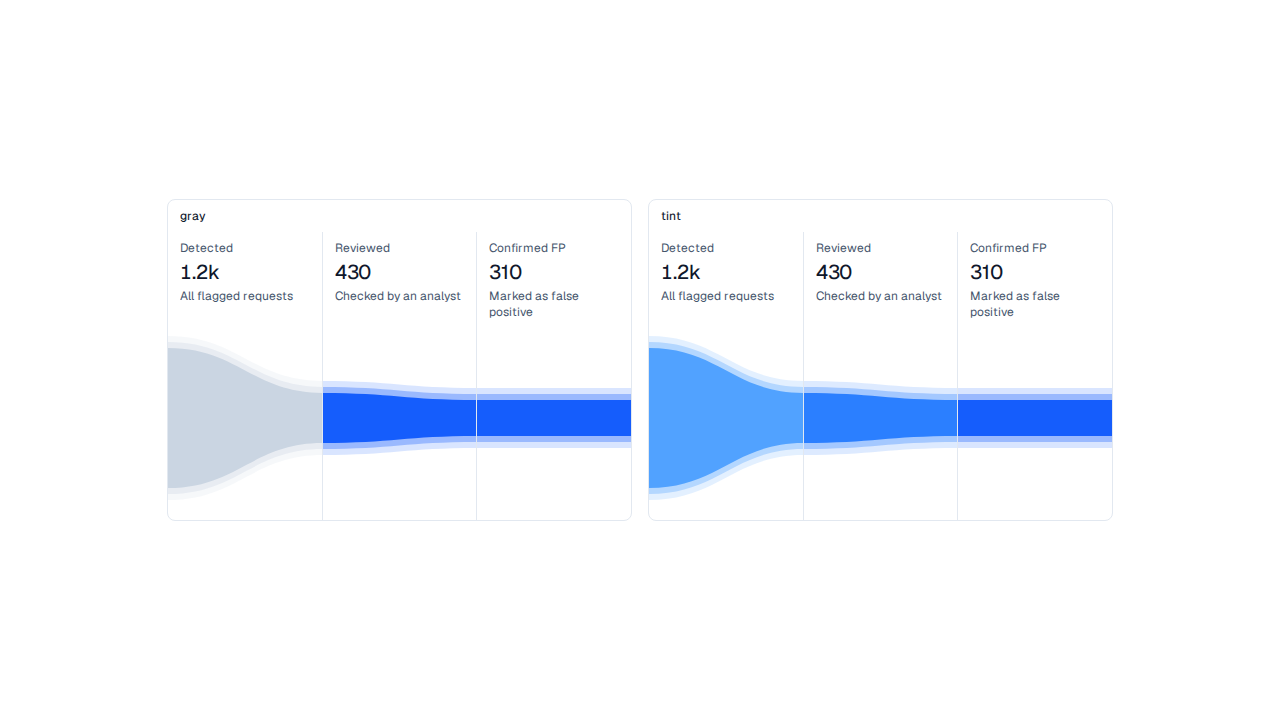 gray
Detected
1.2k
All flagged requests
Reviewed
430
Checked by an analyst
Confirmed FP
310
Marked as false
positive
tint
Detected
1.2k
All flagged requests
Reviewed
430
Checked by an analyst
Confirmed FP
310
Marked as false
positive